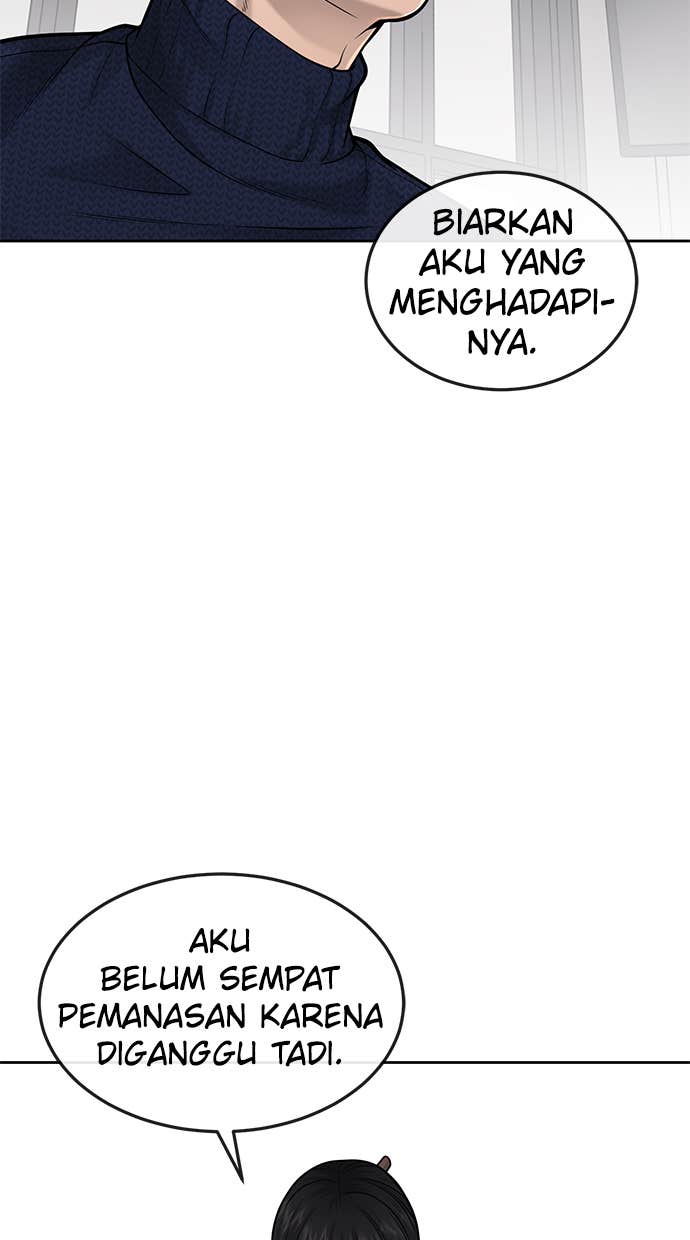 BIARKAN
AKU YANG
MENGHADAPI-
NYA.
AKU
BELUM SEMPAT
PEMANASAN KARENA
DIGANGGU TADI.